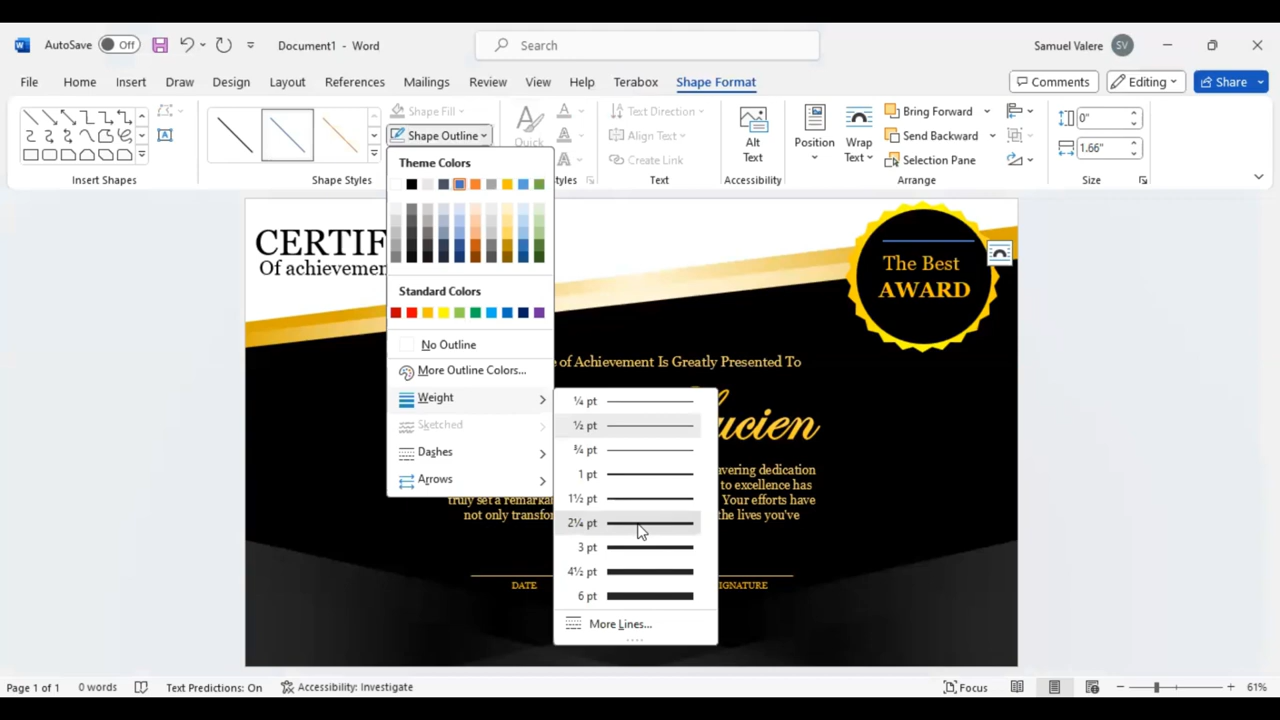 AutoSave Off Document1 - Word Search Samuel Valere SV
File Home Insert Draw Design Layout References Mailings Review View Help Terabox Shape Format Comments Editing Share
Shape Fill Text Direction Bring Forward 0"
Shape Outline Align Text Send Backward
Quick Alt Text Position Wrap Text Create Link Selection Pane 1.66"
Insert Shapes Shape Styles Text Accessibility Arrange Size
Theme Colors
Standard Colors
No Outline
More Outline Colors...
Weight
Sketched
Dashes
Arrows
¼ pt
½ pt
¾ pt
1 pt
1½ pt
2¼ pt
3 pt
4½ pt
6 pt
More Lines...
CERTIF
Of achievemen
The Best
AWARD
of Achievement Is Greatly Presented To
ucien
avering dedication
to excellence has
truly set a remarka Your efforts have
not only transfor the lives you've
DATE IGNATURE
Page 1 of 1 0 words Text Predictions: On Accessibility: Investigate Focus 61%